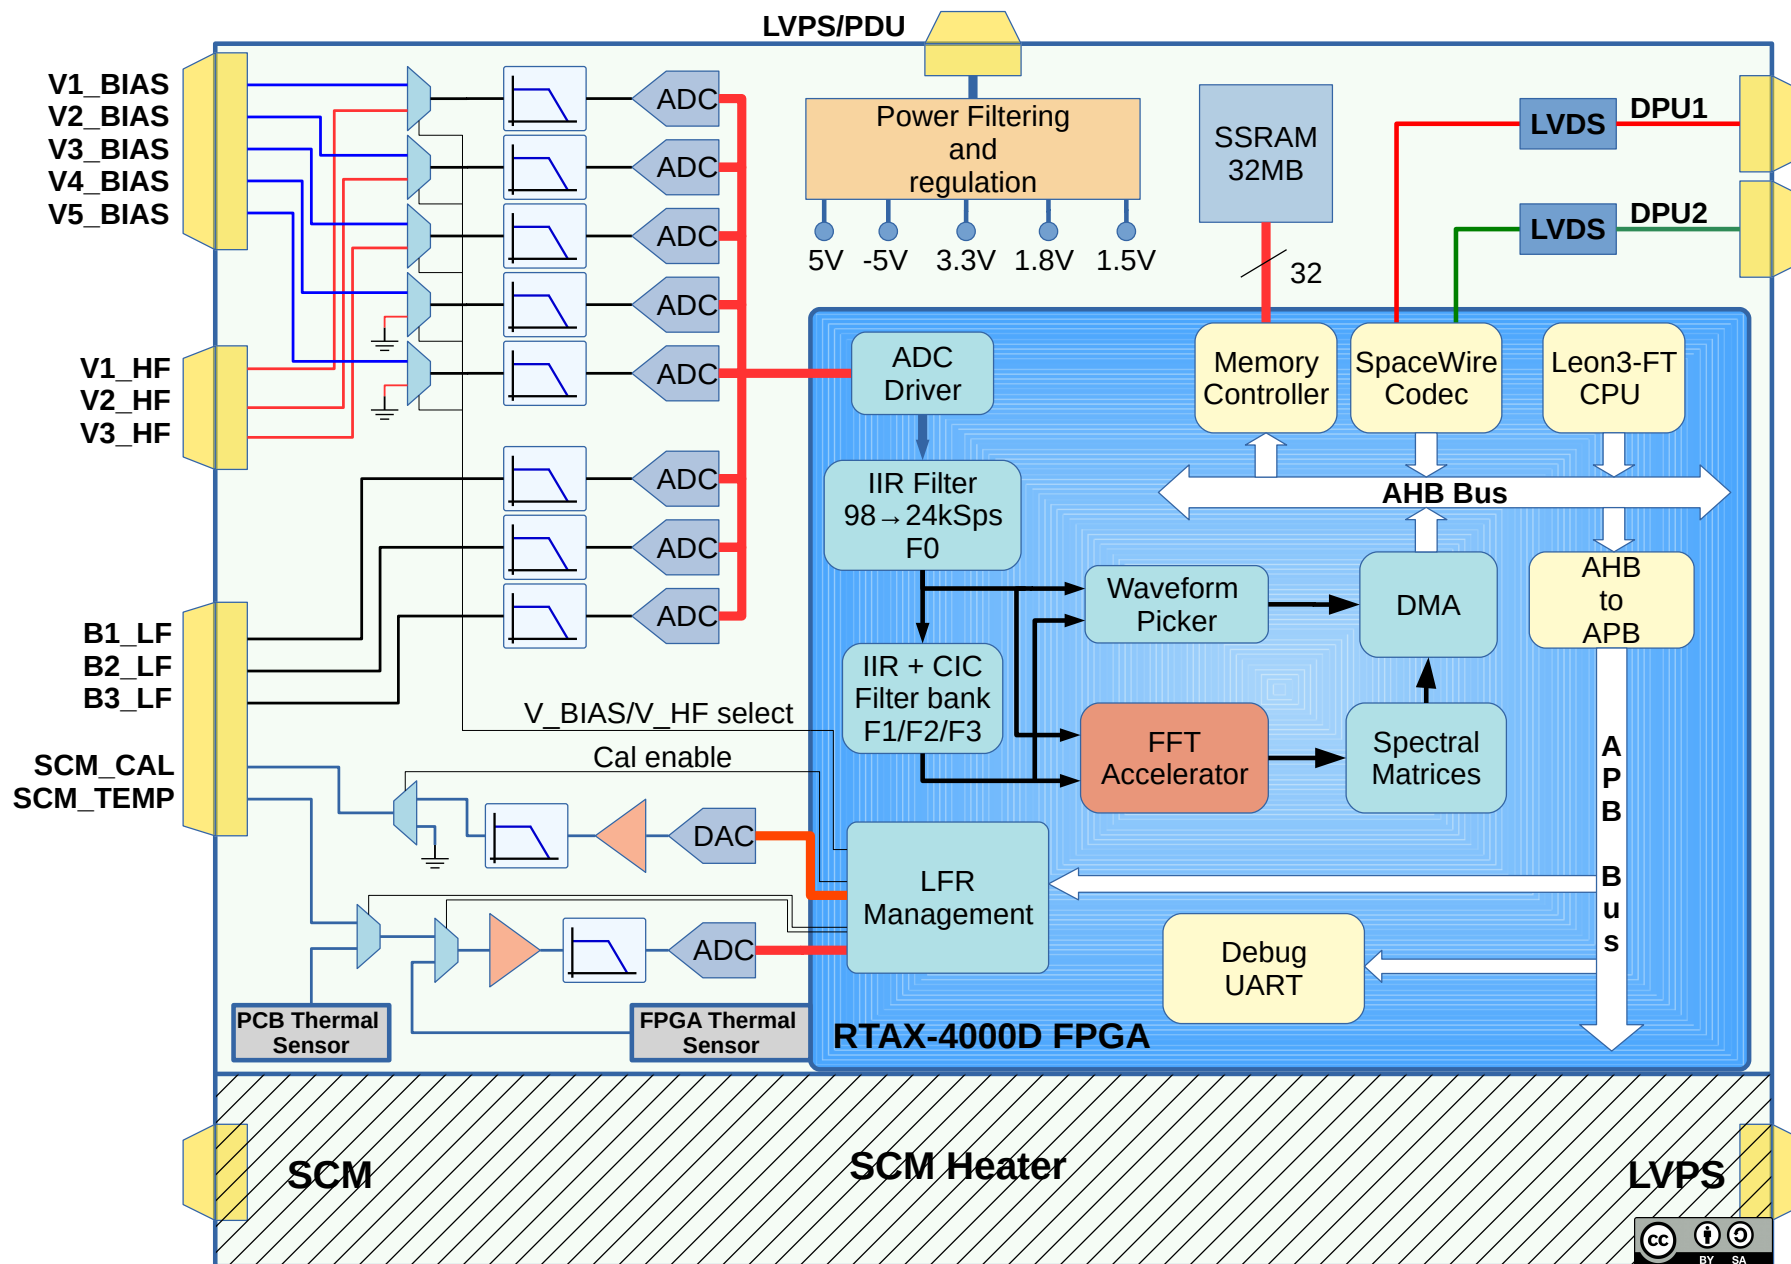 LVPS/PDU
V1_BIAS
V2_BIAS
V3_BIAS
V4_BIAS
V5_BIAS
V1_HF
V2_HF
V3_HF
B1_LF
B2_LF
B3_LF
SCM_CAL
SCM_TEMP
ADC
ADC
ADC
ADC
ADC
ADC
ADC
ADC
Power Filtering
and
regulation
5V
-5V
3.3V
1.8V
1.5V
SSRAM
32MB
32
LVDS
DPU1
LVDS
DPU2
ADC
Driver
Memory
Controller
SpaceWire
Codec
Leon3-FT
CPU
IIR Filter
98→24kSps
F0
AHB Bus
Waveform
Picker
DMA
AHB
to
APB
IIR + CIC
Filter bank
F1/F2/F3
FFT
Accelerator
Spectral
Matrices
APB Bus
V_BIAS/V_HF select
Cal enable
DAC
ADC
LFR
Management
Debug
UART
PCB Thermal
Sensor
FPGA Thermal
Sensor
RTAX-4000D FPGA
SCM
SCM Heater
LVPS
cc
BY SA